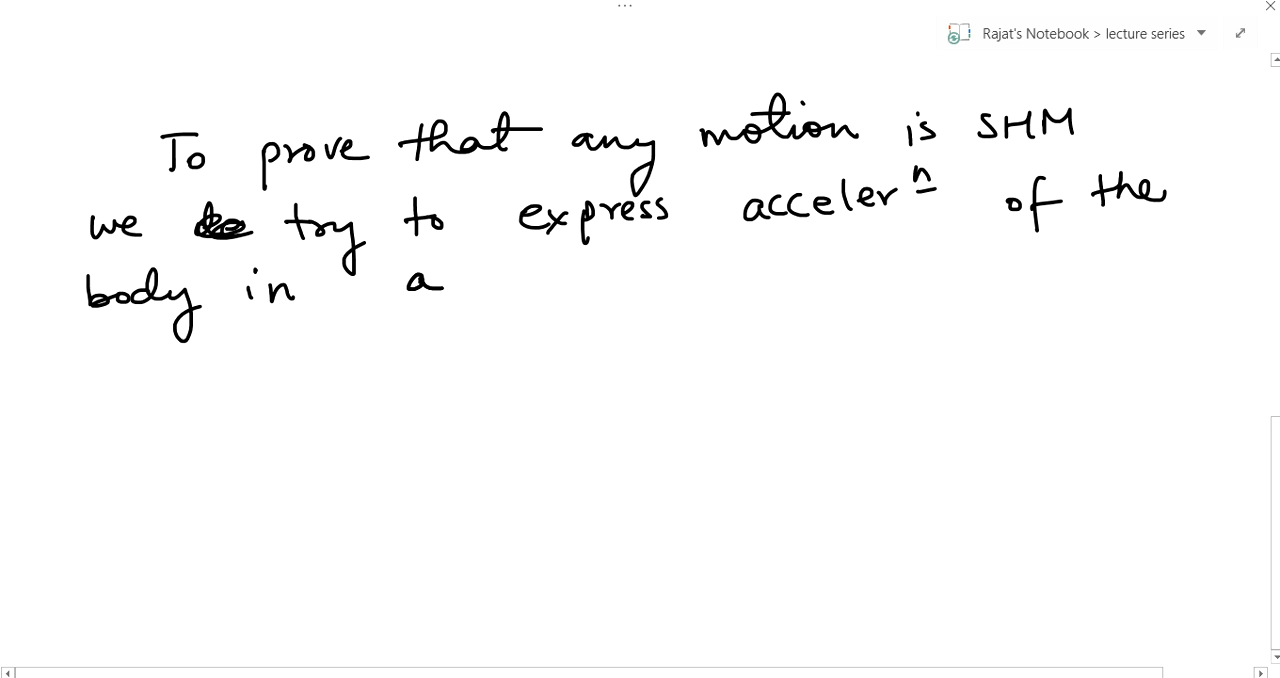 Rajat's Notebook > lecture series
To prove that any motion is SHM
we try to express acceler n of the
body in a